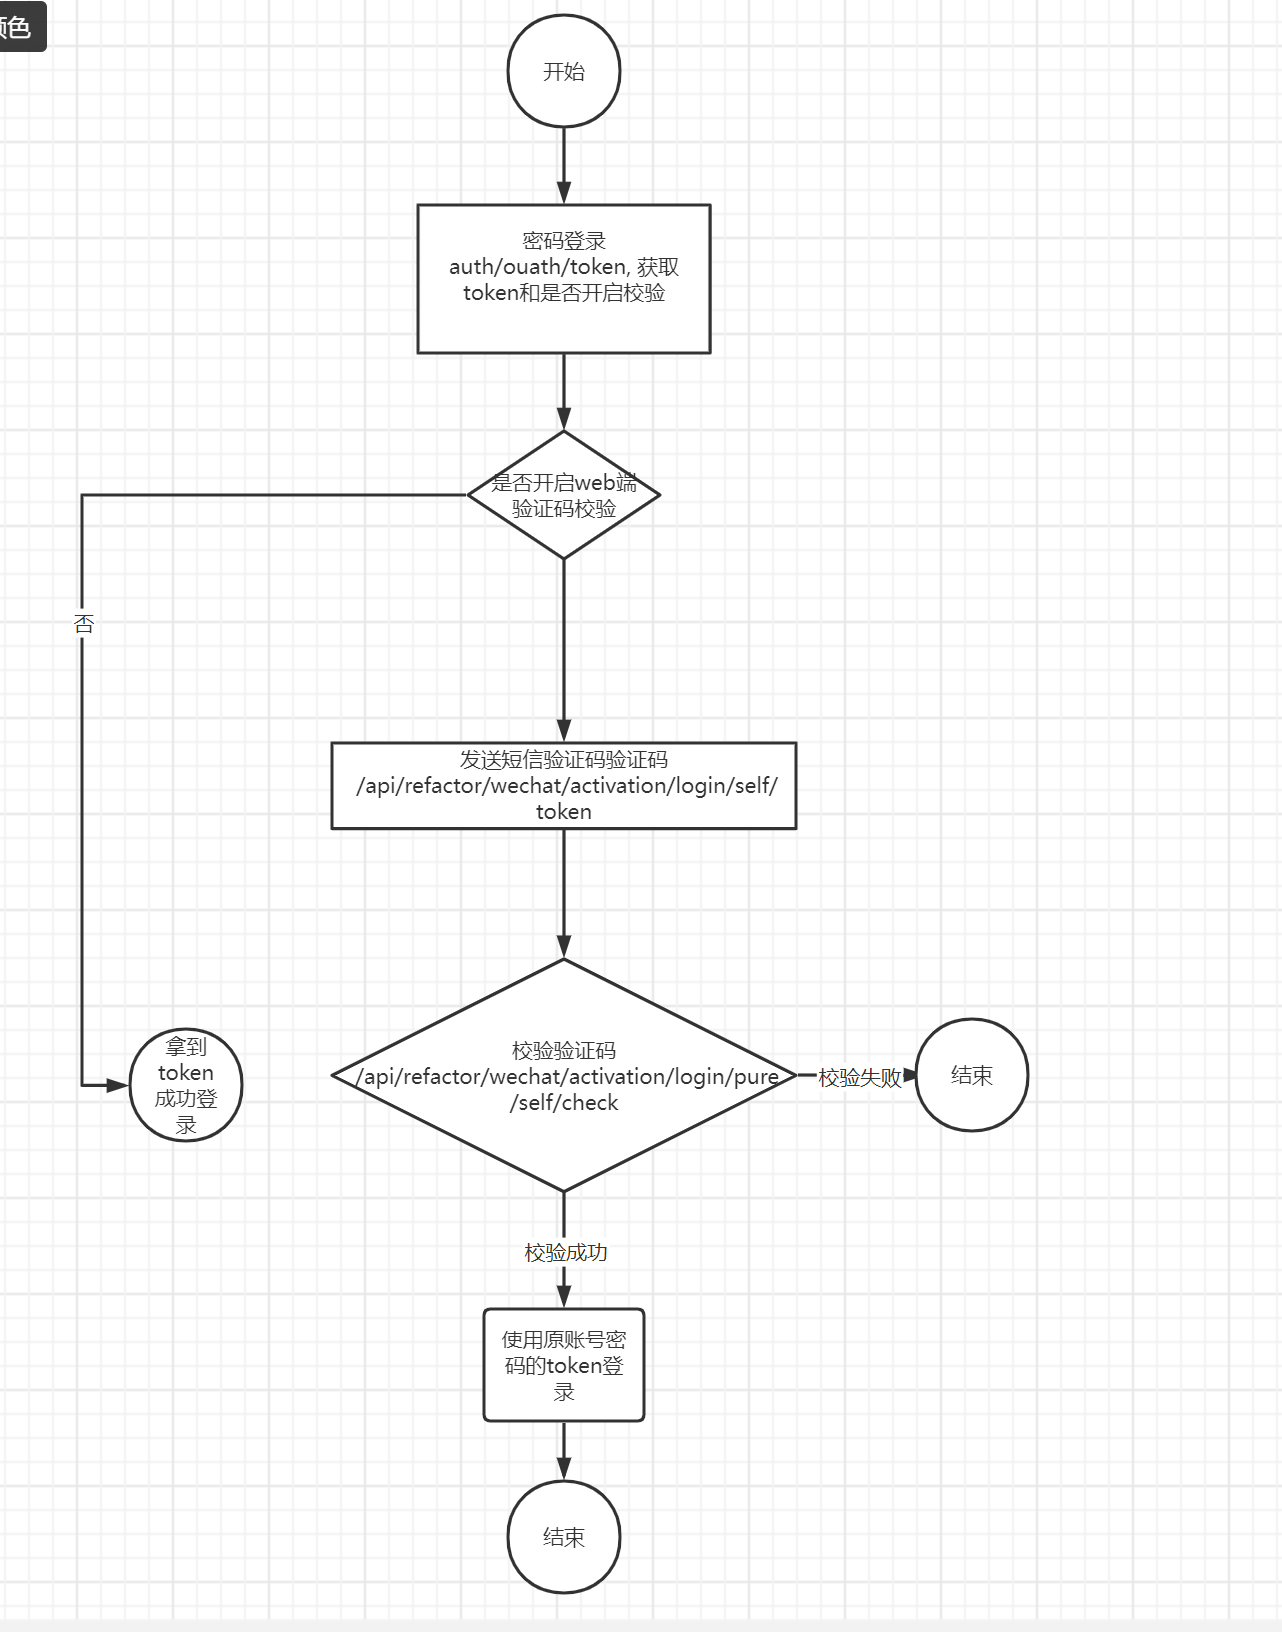 色
开始
密码登录
auth/ouath/token, 获取
token和是否开启校验
是否开启web端
验证码校验
否
发送短信验证码验证码
/api/refactor/wechat/activation/login/self/
token
拿到
token
成功登
录
校验验证码
/api/refactor/wechat/activation/login/pure
/self/check
校验失败
结束
校验成功
使用原账号密
码的token登
录
结束